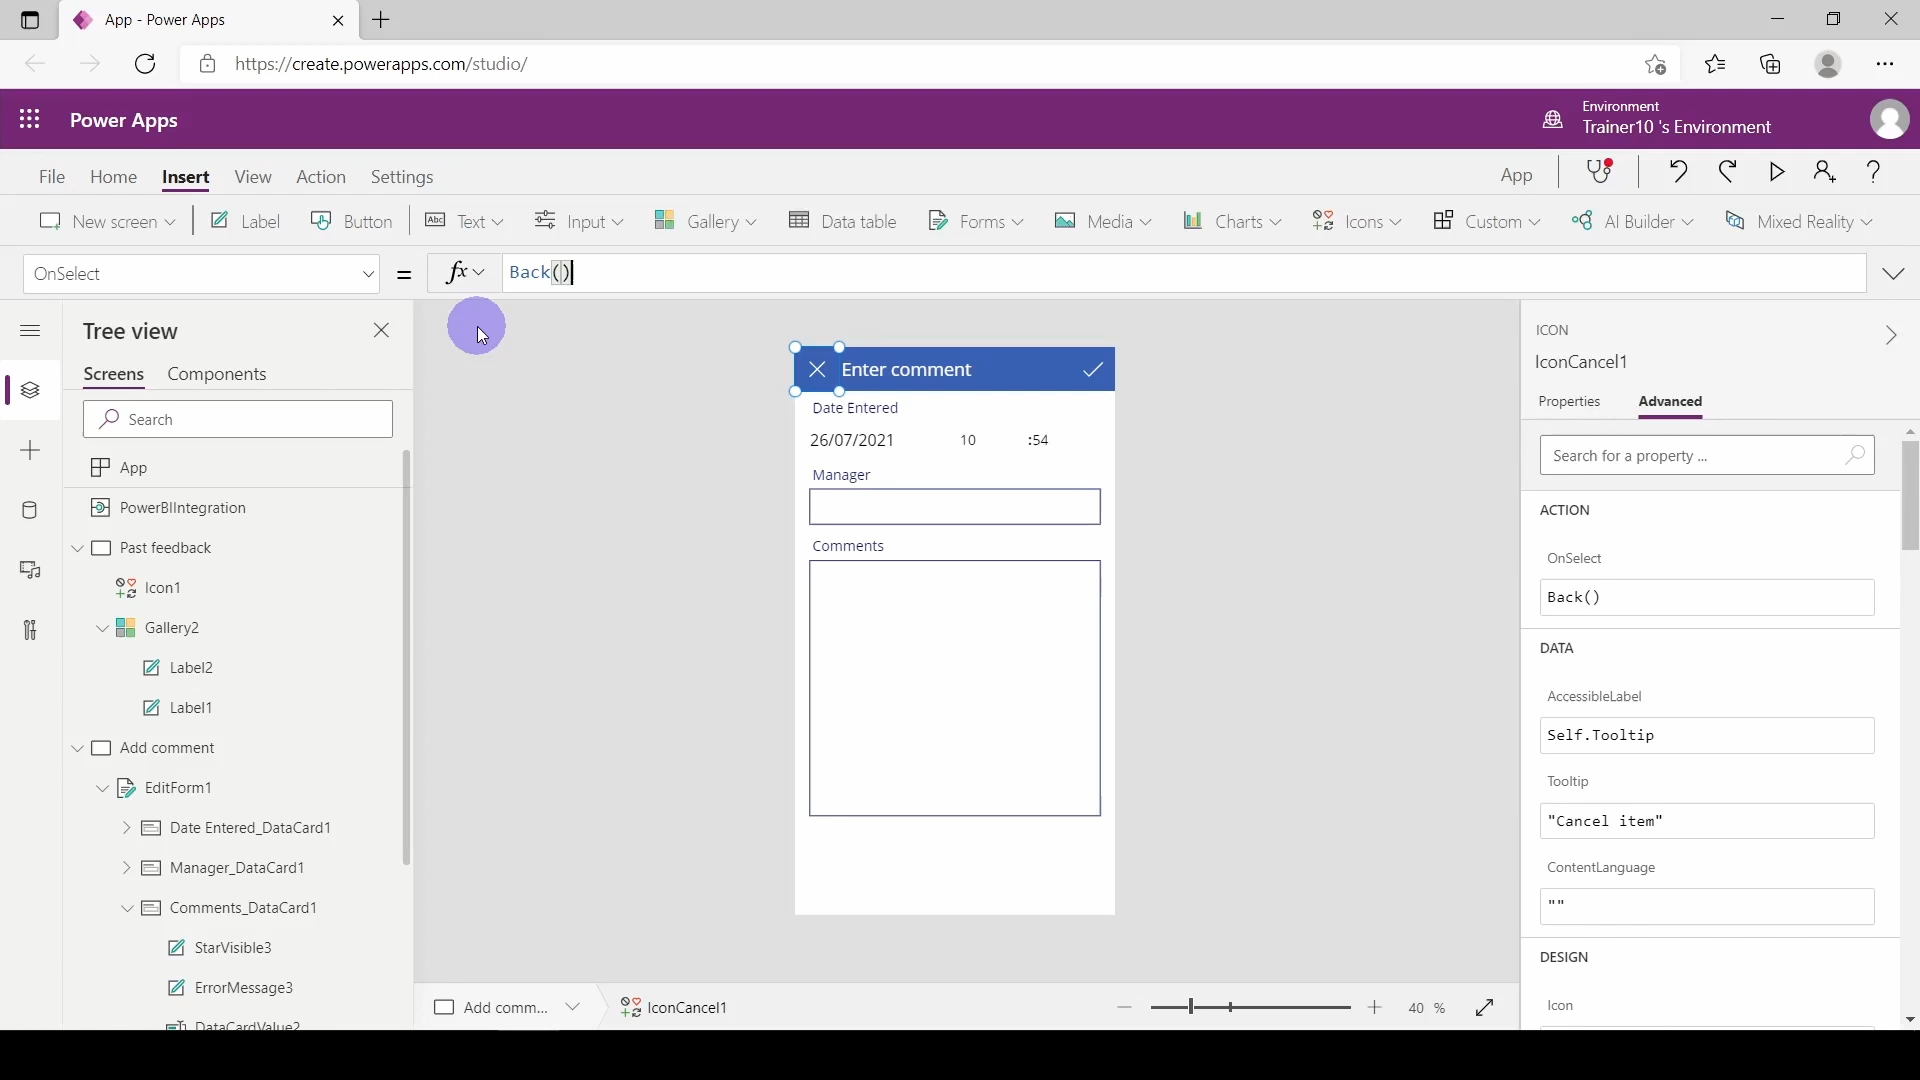 App - Power Apps
https://create.powerapps.com/studio/
Power Apps
Environment
Trainer10 's Environment
File Home Insert View Action Settings App
New screen Label Button Abc Text Input Gallery Data table Forms Media Charts Icons Custom AI Builder Mixed Reality
OnSelect = fx Back()
Tree view
Screens Components
Search
App
PowerBIIntegration
Past feedback
Icon1
Gallery2
Label2
Label1
Add comment
EditForm1
Date Entered_DataCard1
Manager_DataCard1
Comments_DataCard1
StarVisible3
ErrorMessage3
DataCardValue2
Enter comment
Date Entered
26/07/2021 10 :54
Manager
Comments
Add comm... IconCancel1 40 %
ICON
IconCancel1
Properties Advanced
Search for a property ...
ACTION
OnSelect
Back()
DATA
AccessibleLabel
Self.Tooltip
Tooltip
"Cancel item"
ContentLanguage
""
DESIGN
Icon